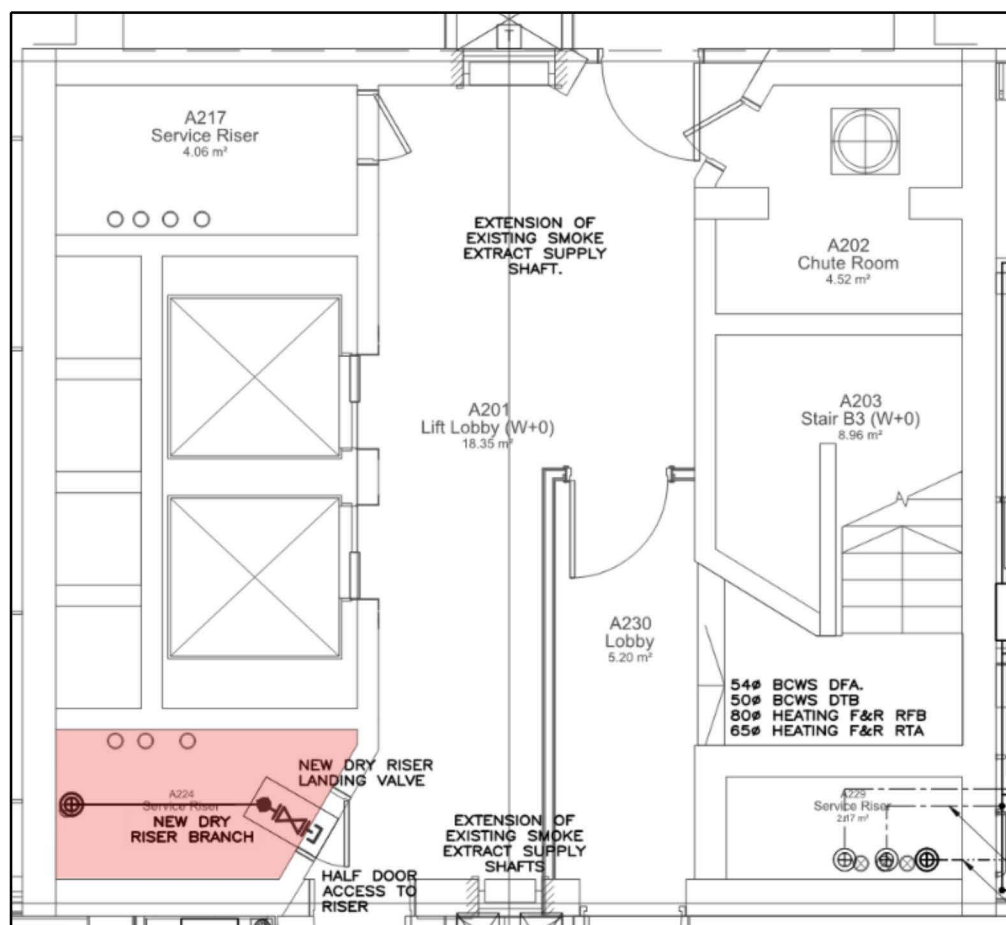 T
A217
Service Riser
4.06 m²
EXTENSION OF
EXISTING SMOKE
EXTRACT SUPPLY
SHAFT.
A202
Chute Room
4.52 m²
A201
Lift Lobby (W+0)
18.35 m²
A203
Stair B3 (W+0)
8.96 m²
A230
Lobby
5.20 m²
54ø BCWS DFA.
50ø BCWS DTB
80ø HEATING F&R RFB
65ø HEATING F&R RTA
NEW DRY RISER
LANDING VALVE
A224
Service Riser
NEW DRY
RISER BRANCH
EXTENSION OF
EXISTING SMOKE
EXTRACT SUPPLY
SHAFTS
HALF DOOR
ACCESS TO
RISER
A229
Service Riser
2.17 m²